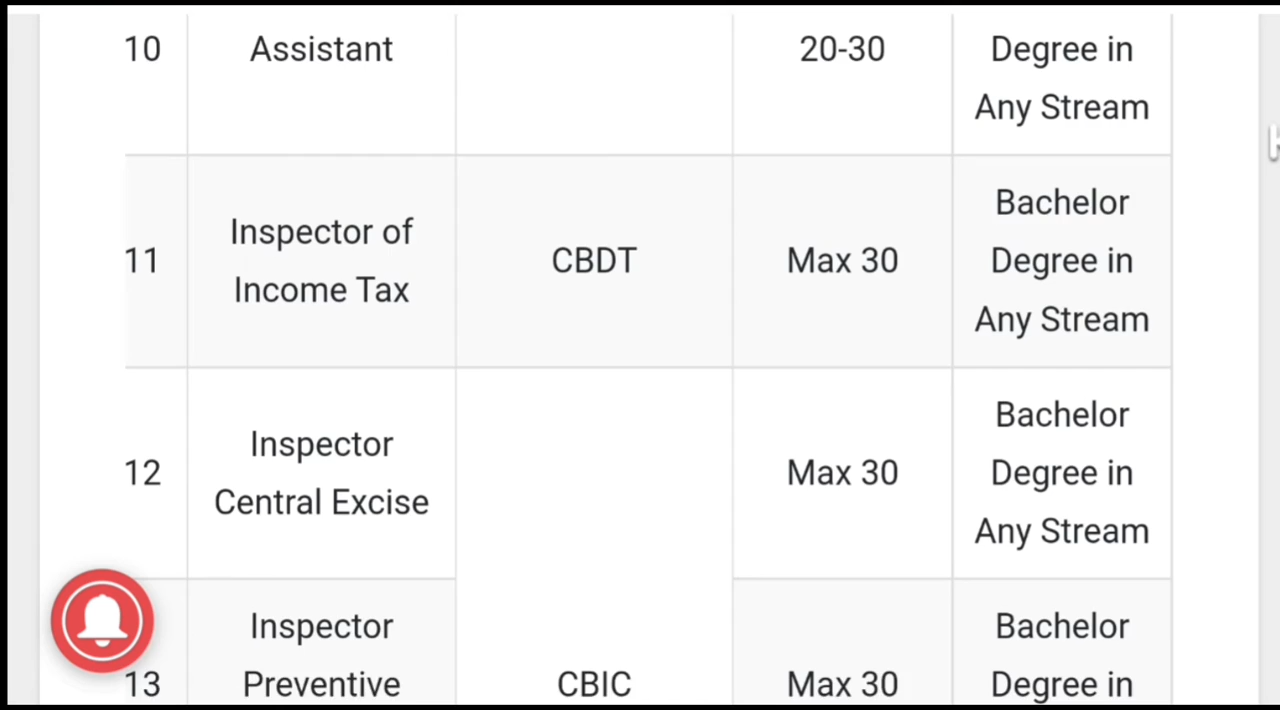 10 Assistant 20-30 Degree in
Any Stream
11 Inspector of Income Tax CBDT Max 30 Bachelor Degree in Any Stream
12 Inspector Central Excise Max 30 Bachelor Degree in Any Stream
13 Inspector Preventive CBIC Max 30 Bachelor Degree in